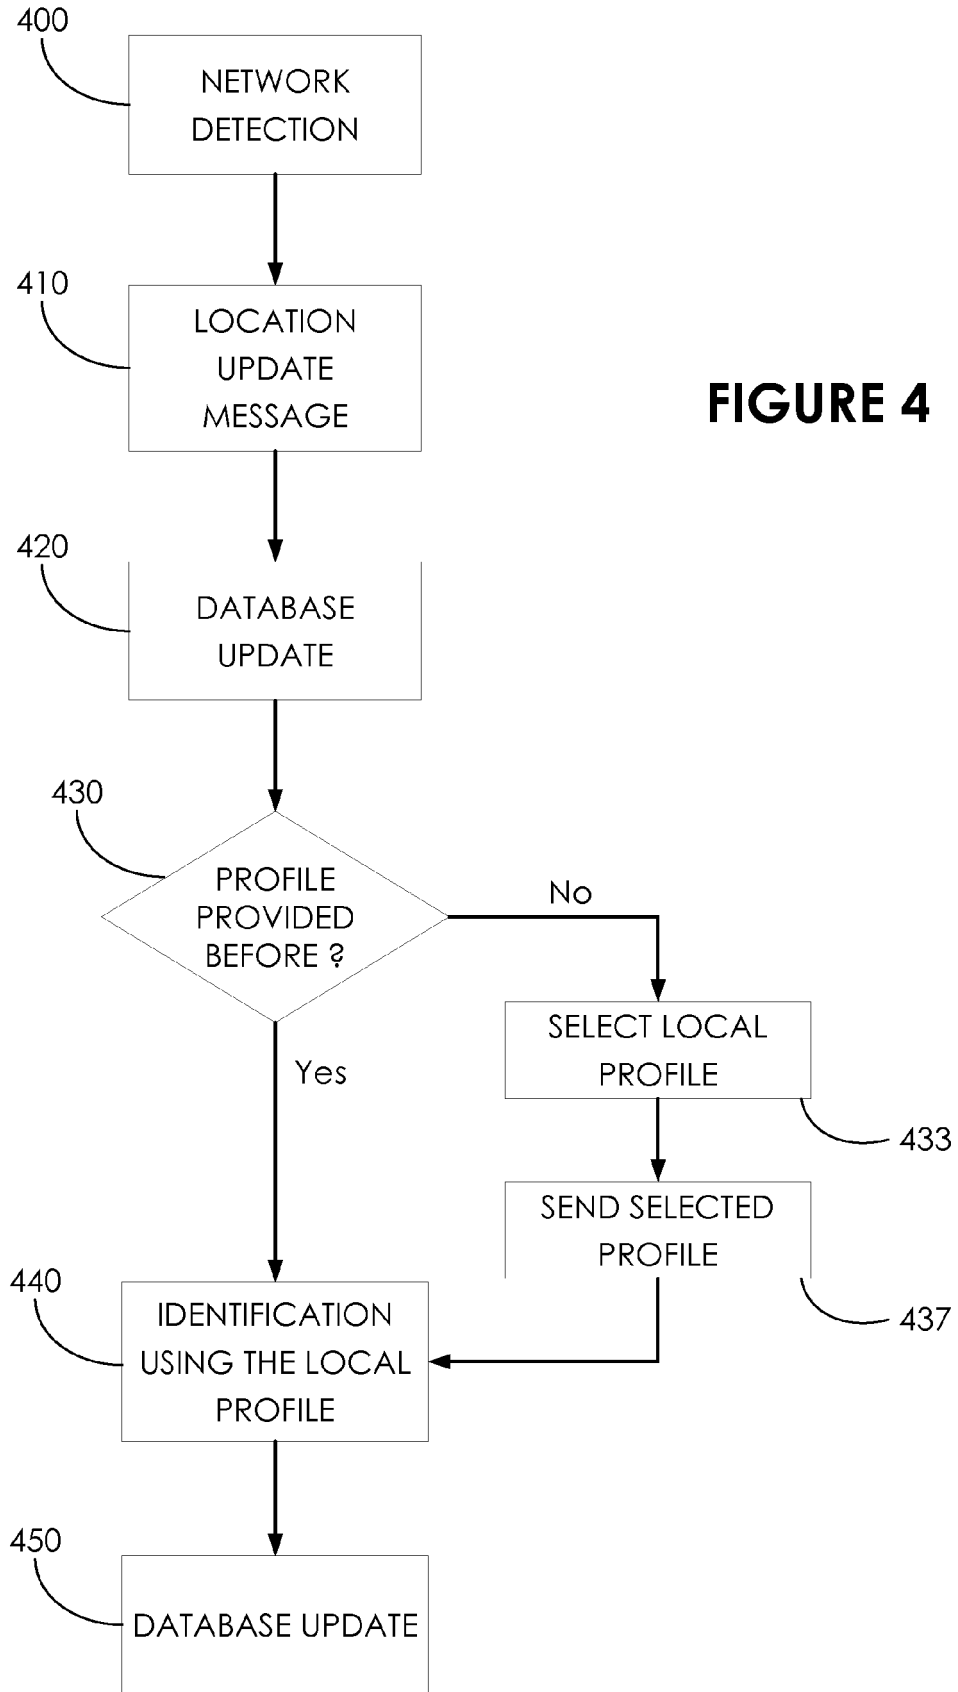 400
NETWORK
DETECTION
410
LOCATION
UPDATE
MESSAGE
FIGURE 4
420
DATABASE
UPDATE
430
PROFILE
PROVIDED
BEFORE ?
No
Yes
SELECT LOCAL
PROFILE
433
SEND SELECTED
PROFILE
437
440
IDENTIFICATION
USING THE LOCAL
PROFILE
450
DATABASE UPDATE